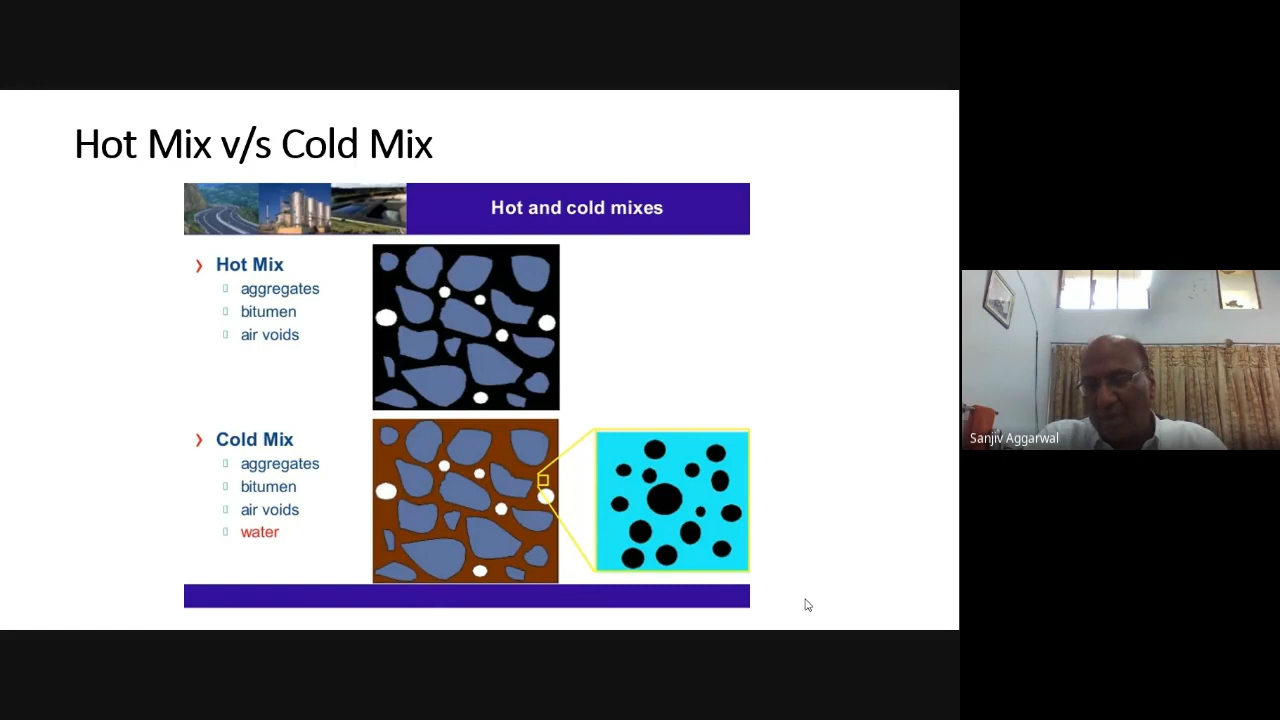 Hot Mix v/s Cold Mix
Hot and cold mixes
Hot Mix
aggregates
bitumen
air voids
Cold Mix
aggregates
bitumen
air voids
water
Sanjiv Aggarwal